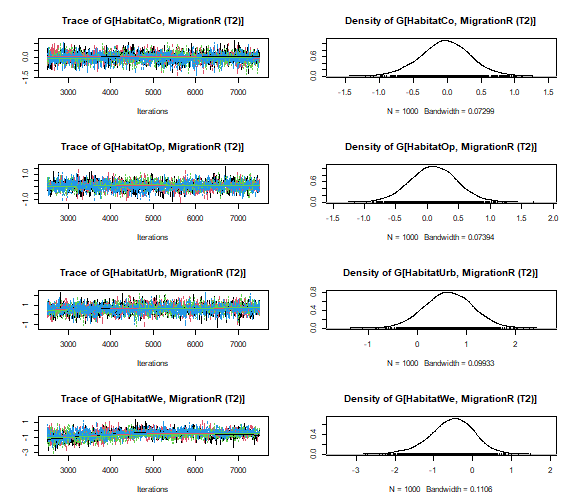 Trace of G[HabitatCo, MigrationR (T2)]
0.0
-1.5
3000 4000 5000 6000 7000
Iterations
Density of G[HabitatCo, MigrationR (T2)]
0.6
0.0
-1.5 -1.0 -0.5 0.0 0.5 1.0 1.5
N = 1000 Bandwidth = 0.07299
Trace of G[HabitatOp, MigrationR (T2)]
1.0
-1.0
3000 4000 5000 6000 7000
Iterations
Density of G[HabitatOp, MigrationR (T2)]
0.6
0.0
-1.5 -1.0 -0.5 0.0 0.5 1.0 1.5 2.0
N = 1000 Bandwidth = 0.07394
Trace of G[HabitatUrb, MigrationR (T2)]
1
-1
3000 4000 5000 6000 7000
Iterations
Density of G[HabitatUrb, MigrationR (T2)]
0.8
0.4
0.0
-1 0 1 2
N = 1000 Bandwidth = 0.09933
Trace of G[HabitatWe, MigrationR (T2)]
1
-1
-3
3000 4000 5000 6000 7000
Iterations
Density of G[HabitatWe, MigrationR (T2)]
0.4
0.0
-3 -2 -1 0 1 2
N = 1000 Bandwidth = 0.1106